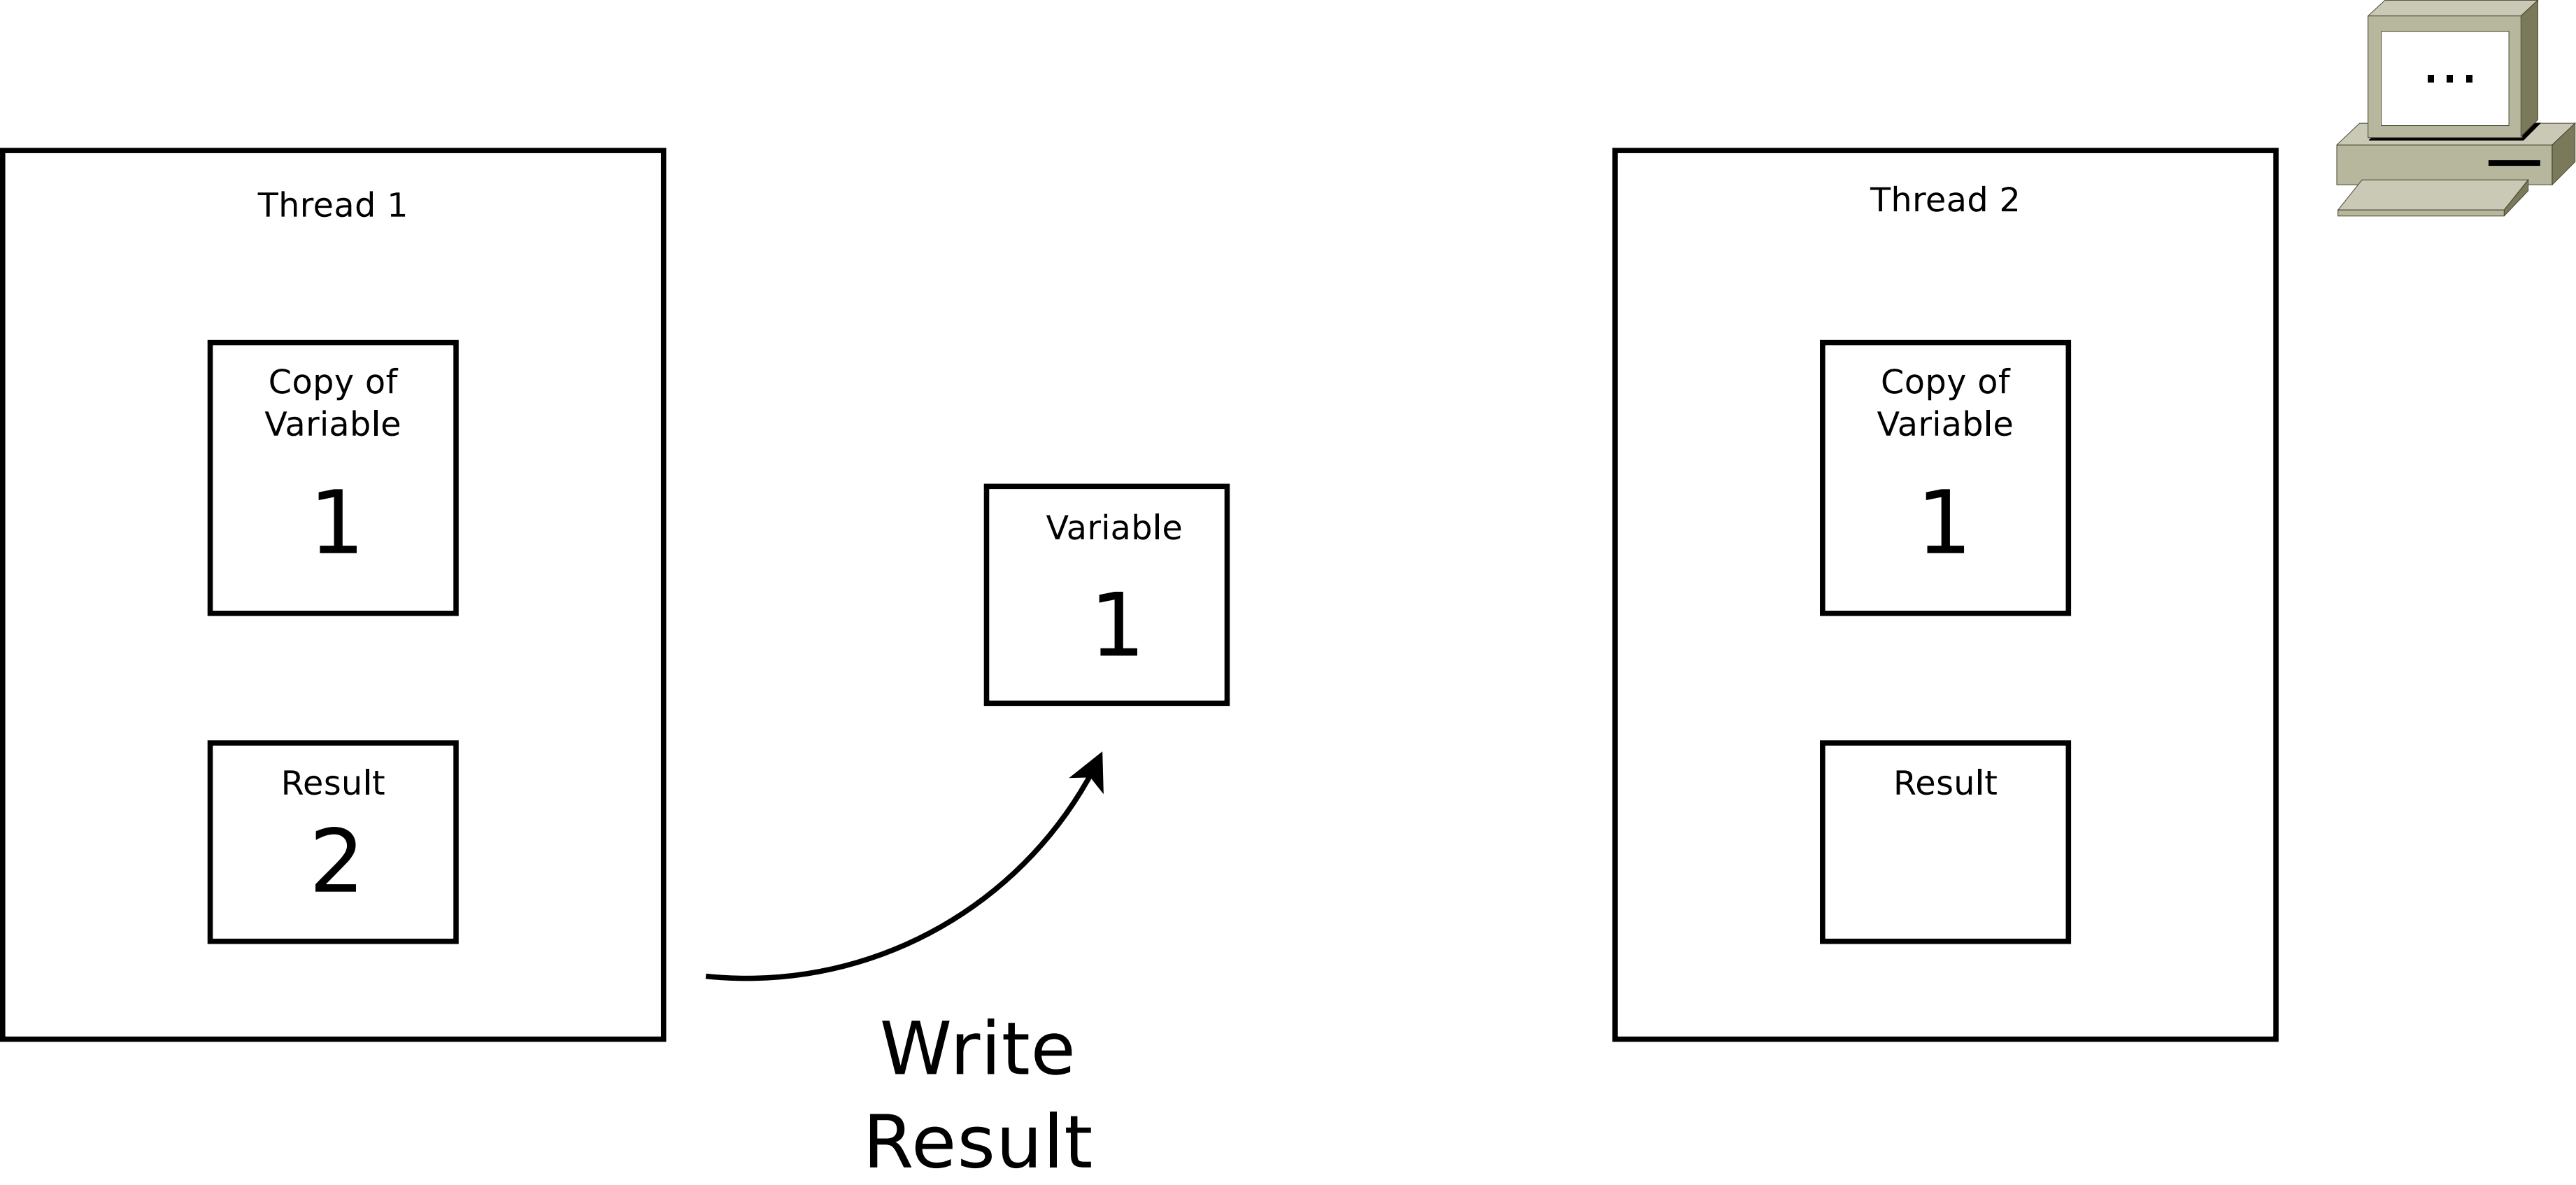 ...
Thread 1
Copy of
Variable
1
Result
2
Variable
1
Write
Result
Thread 2
Copy of
Variable
1
Result